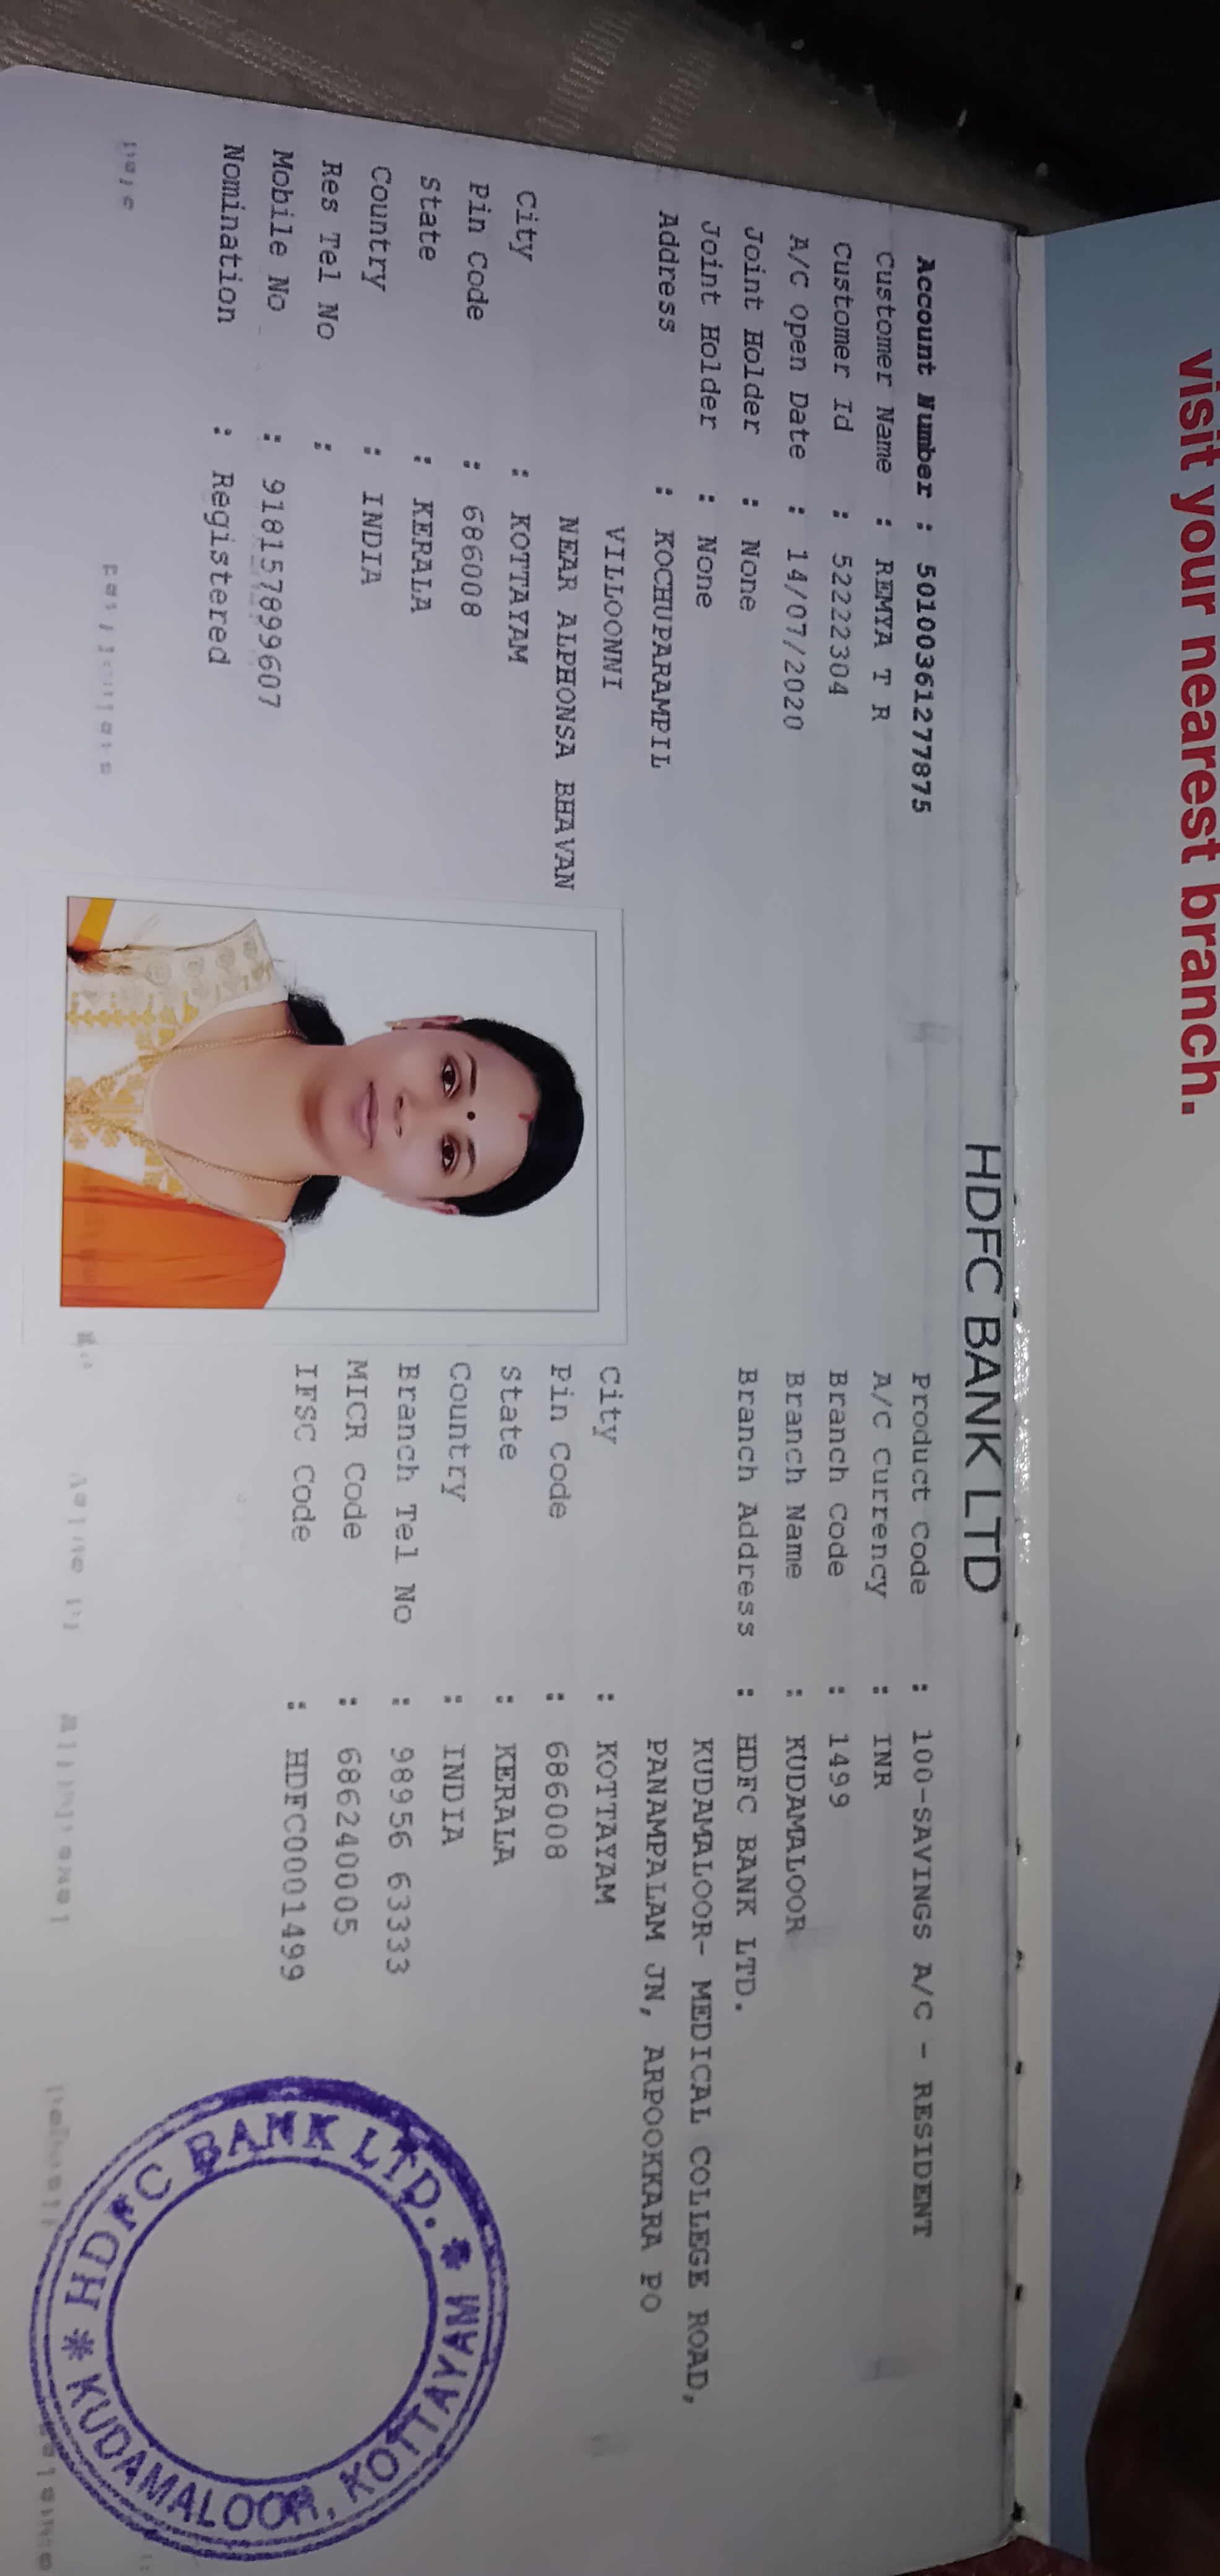 visit your nearest branch.
HDFC BANK LTD
Account Number : 50100361277875
Customer Name : REMYA T R
Customer Id : 52222304
A/C Open Date : 14/07/2020
Joint Holder : None
Joint Holder : None
Address : KOCHUPARAMPIL
VILLOONNI
NEAR ALPHONSA BHAVAN
City : KOTTAYAM
Pin Code : 686008
State : KERALA
Country : INDIA
Res Tel No :
Mobile No : 918157899607
Nomination : Registered
Product Code : 100-SAVINGS A/C - RESIDENT
A/C Currency : INR
Branch Code : 1499
Branch Name : KUDAMALOOR
Branch Address : HDFC BANK LTD.
KUDAMALOOR- MEDICAL COLLEGE ROAD,
PANAMPALAM JN, ARPOOKKARA PO
City : KOTTAYAM
Pin Code : 686008
State : KERALA
Country : INDIA
Branch Tel No : 98956 63333
MICR Code : 686240005
IFSC Code : HDFC0001499
* HDFC BANK LTD. *
KUDAMALOOR, KOTTAYAM